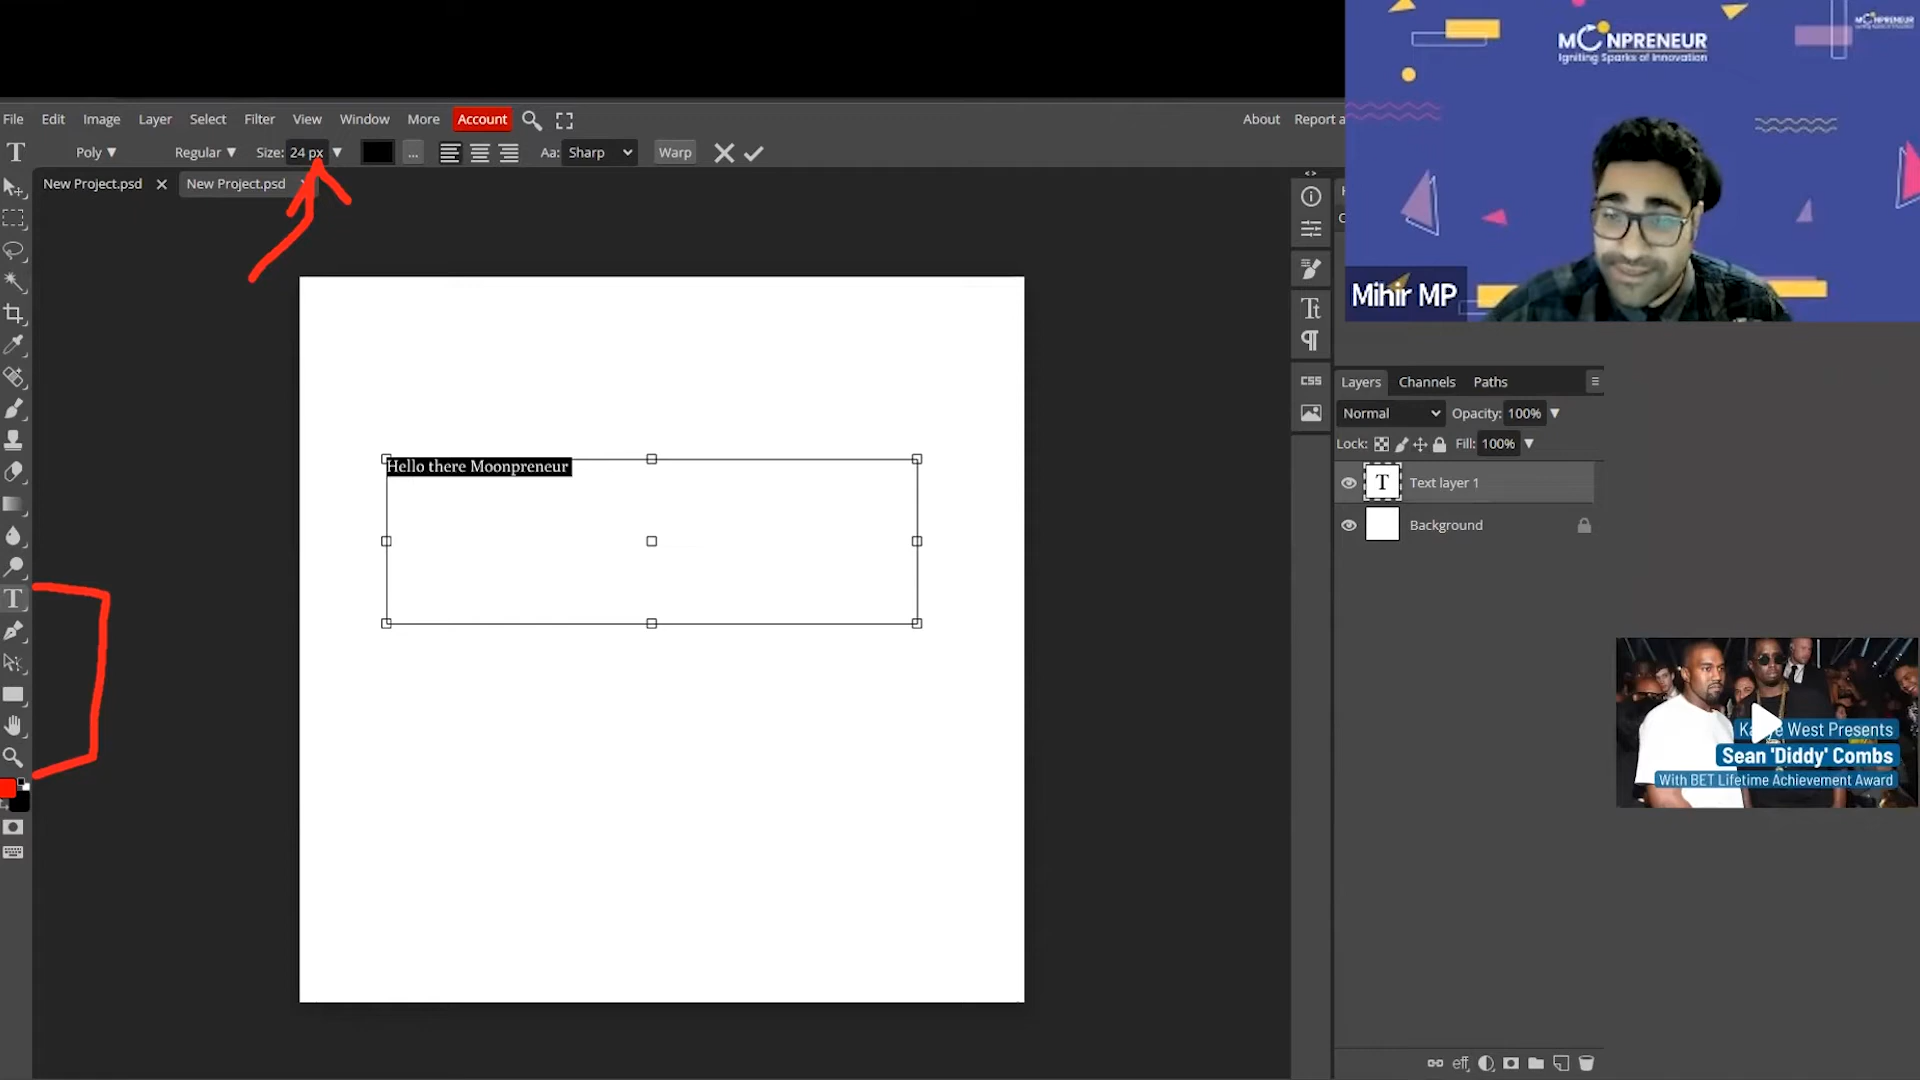 MOONPRENEUR
Igniting Sparks of Innovation
MOONPRENEUR
File Edit Image Layer Select Filter View Window More Account
About Report a
T Poly Regular Size: 24 px ... Aa: Sharp Warp
New Project.psd New Project.psd
Mihir MP
CSS
Layers Channels Paths
Normal Opacity: 100%
Lock: Fill: 100%
T Text layer 1
Background
Hello there Moonpreneur
T
Kanye West Presents
Sean 'Diddy' Combs
With BET Lifetime Achievement Award
eff